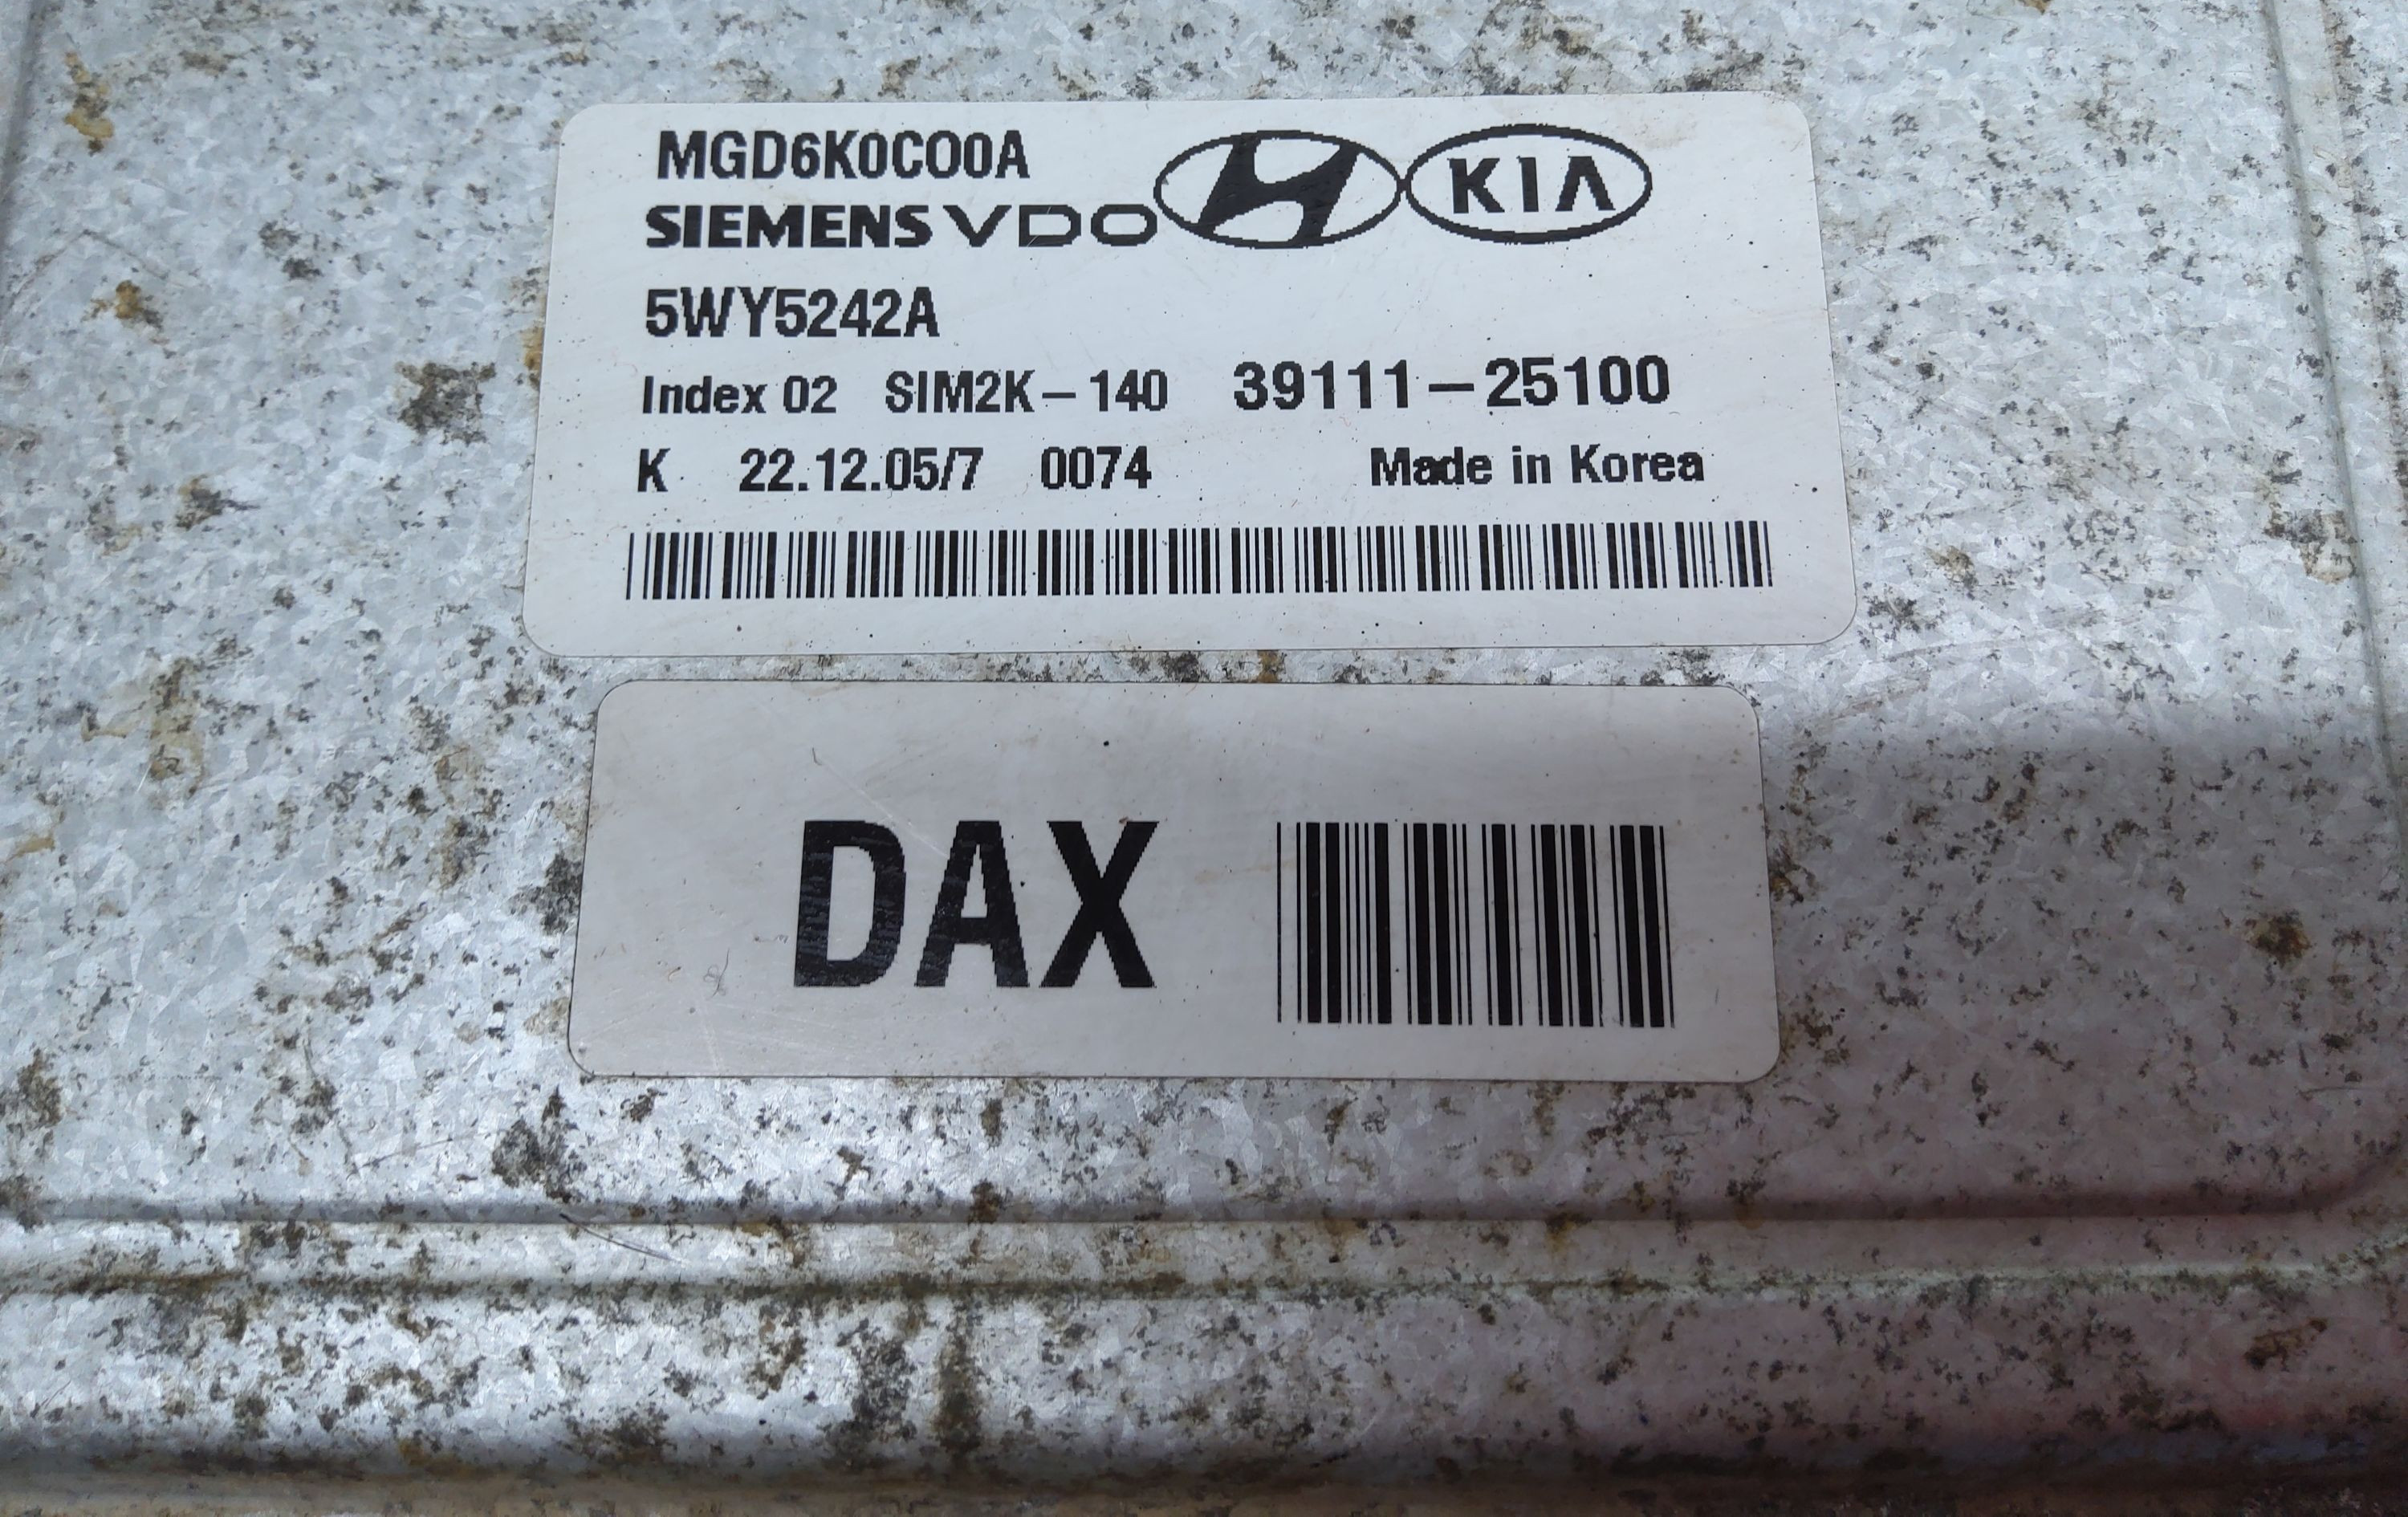 MGD6K0CO0A
SIEMENS VDO KIA
5WY5242A
Index 02 SIM2K-140 39111-25100
K 22.12.05/7 0074 Made in Korea
DAX